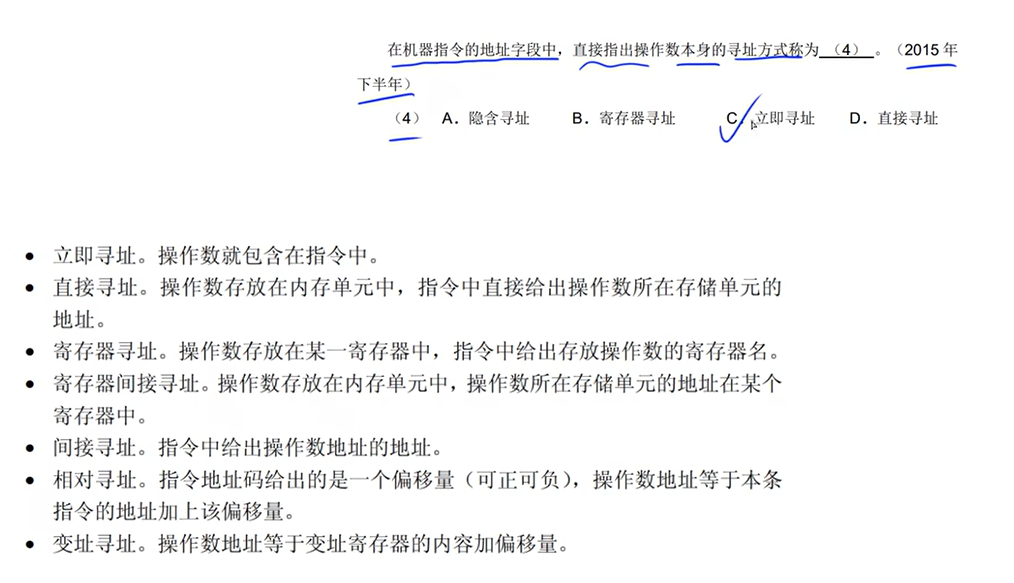 在机器指令的地址字段中，直接指出操作数本身的寻址方式称为 （4） 。（2015 年
下半年）
（4） A．隐含寻址 B．寄存器寻址 C．立即寻址 D．直接寻址
● 立即寻址。操作数就包含在指令中。
● 直接寻址。操作数存放在内存单元中，指令中直接给出操作数所在存储单元的
地址。
● 寄存器寻址。操作数存放在某一寄存器中，指令中给出存放操作数的寄存器名。
● 寄存器间接寻址。操作数存放在内存单元中，操作数所在存储单元的地址在某个
寄存器中。
● 间接寻址。指令中给出操作数地址的地址。
● 相对寻址。指令地址码给出的是一个偏移量（可正可负），操作数地址等于本条
指令的地址加上该偏移量。
● 变址寻址。操作数地址等于变址寄存器的内容加偏移量。